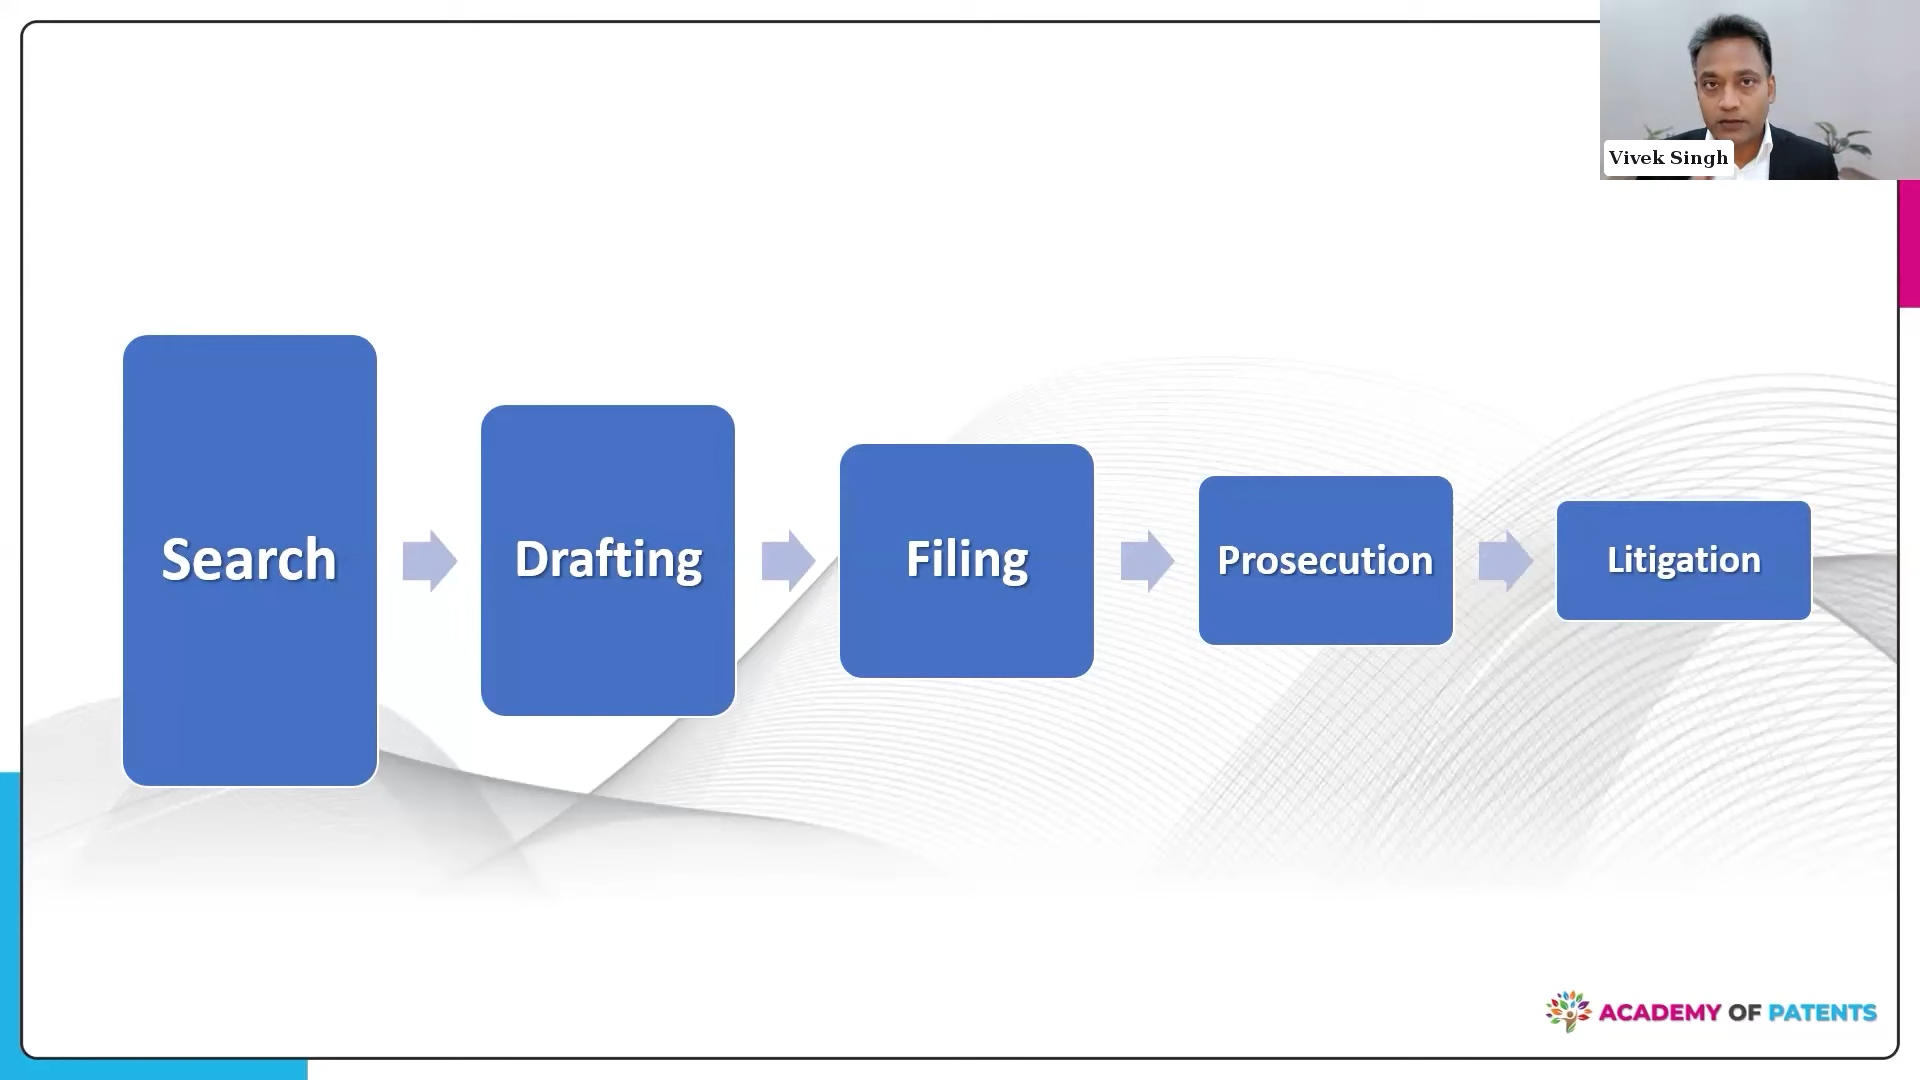 Vivek Singh
Search
Drafting
Filing
Prosecution
Litigation
ACADEMY OF PATENTS